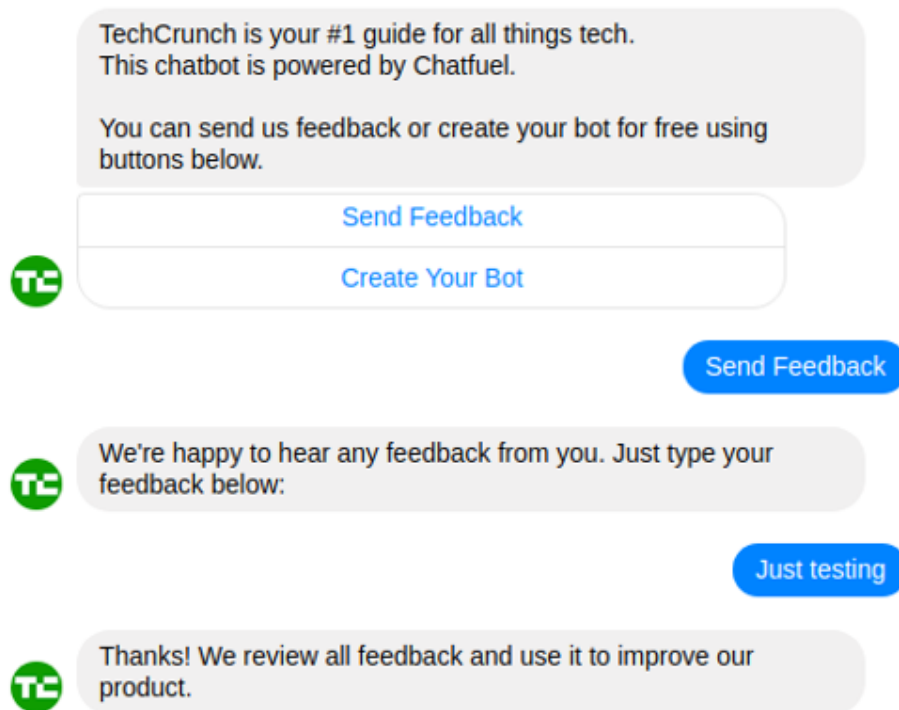 TechCrunch is your #1 guide for all things tech.
This chatbot is powered by Chatfuel.
You can send us feedback or create your bot for free using
buttons below.
Send Feedback
Create Your Bot
TC
Send Feedback
We're happy to hear any feedback from you. Just type your
feedback below:
TC
Just testing
Thanks! We review all feedback and use it to improve our
product.
TC